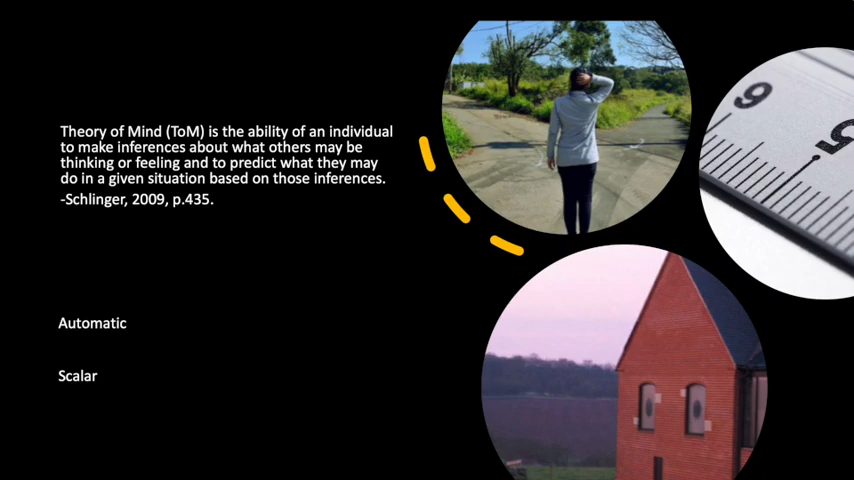 Theory of Mind (ToM) is the ability of an individual
to make inferences about what others may be
thinking or feeling and to predict what they may
do in a given situation based on those inferences.
-Schlinger, 2009, p.435.
Automatic
Scalar
6
5